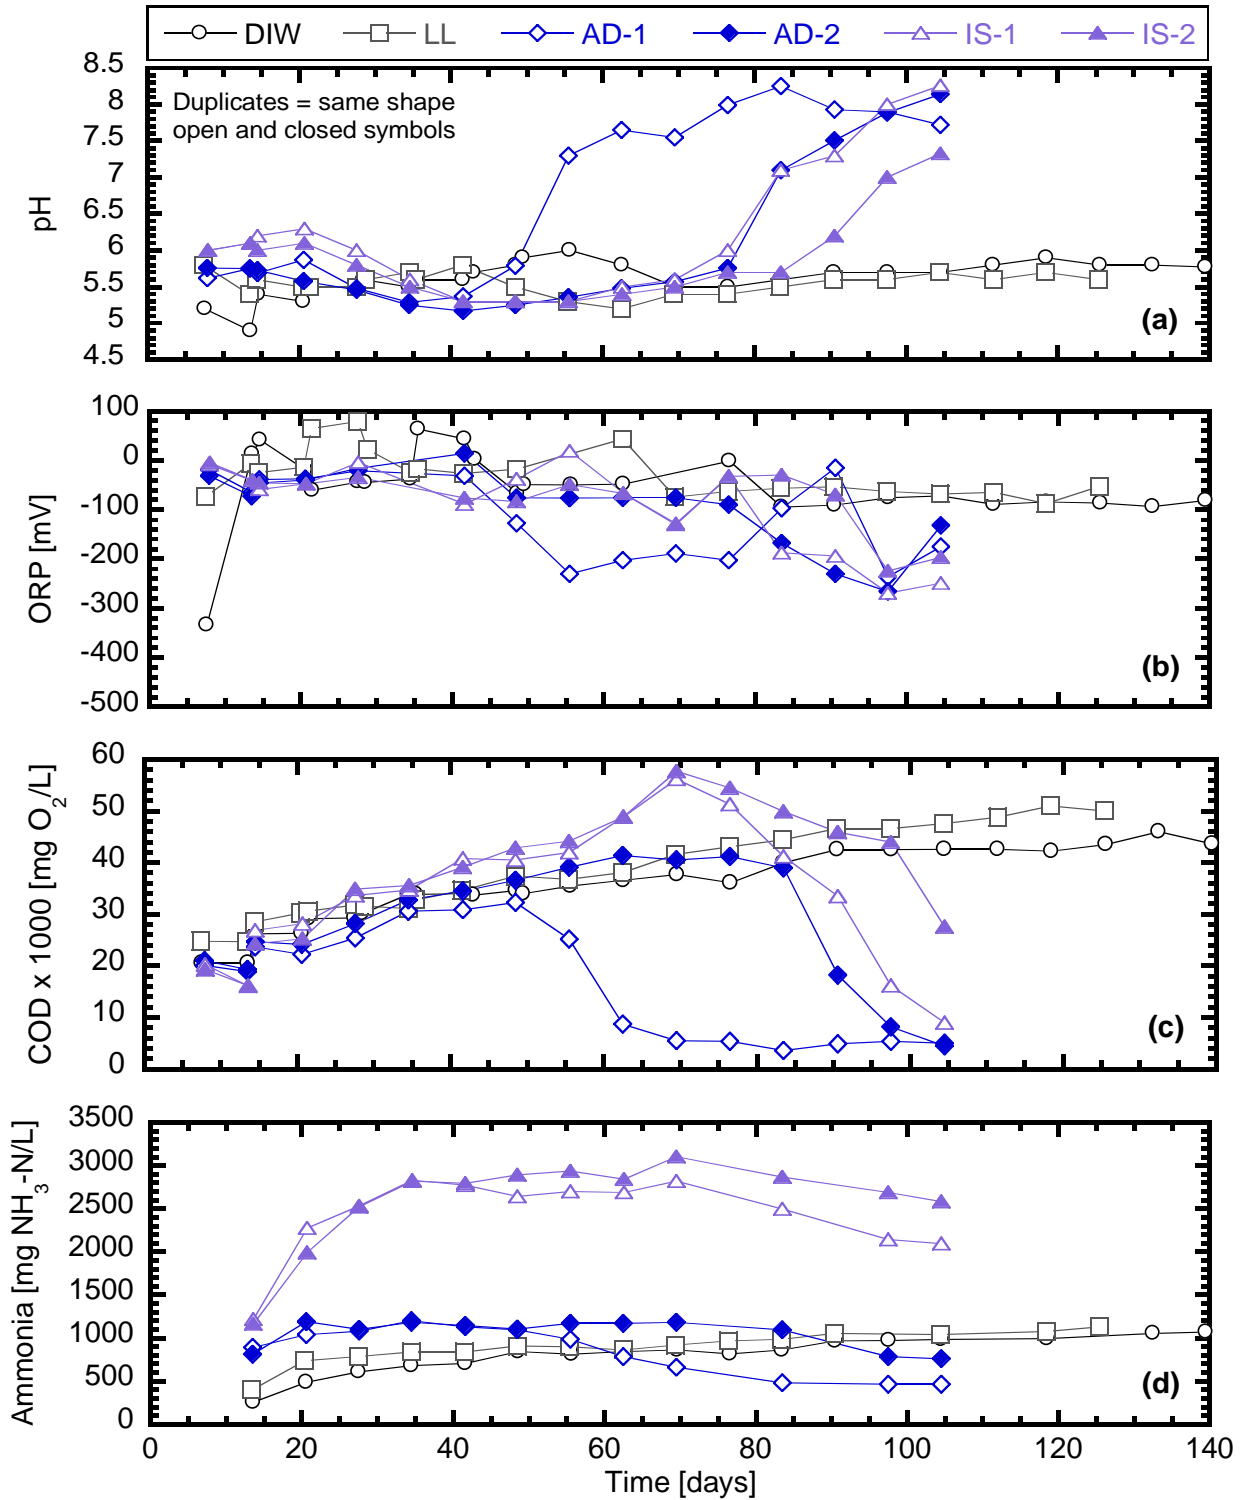 DIW LL AD-1 AD-2 IS-1 IS-2
8.5
8
7.5
7
6.5
6
5.5
5
4.5
pH
Duplicates = same shape
open and closed symbols
(a)
100
0
-100
-200
-300
-400
-500
ORP [mV]
(b)
60
50
40
30
20
10
0
COD x 1000 [mg O2/L]
(c)
3500
3000
2500
2000
1500
1000
500
0
Ammonia [mg NH3-N/L]
(d)
0 20 40 60 80 100 120 140
Time [days]